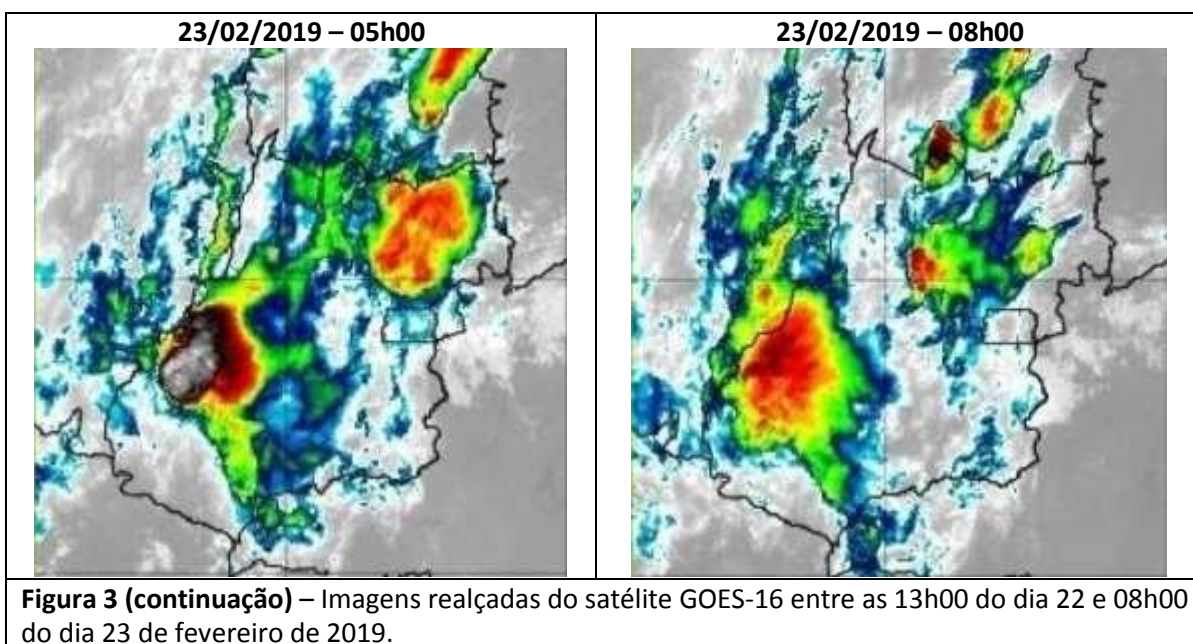 23/02/2019 – 05h00
23/02/2019 – 08h00
Figura 3 (continuação) – Imagens realçadas do satélite GOES-16 entre as 13h00 do dia 22 e 08h00
do dia 23 de fevereiro de 2019.